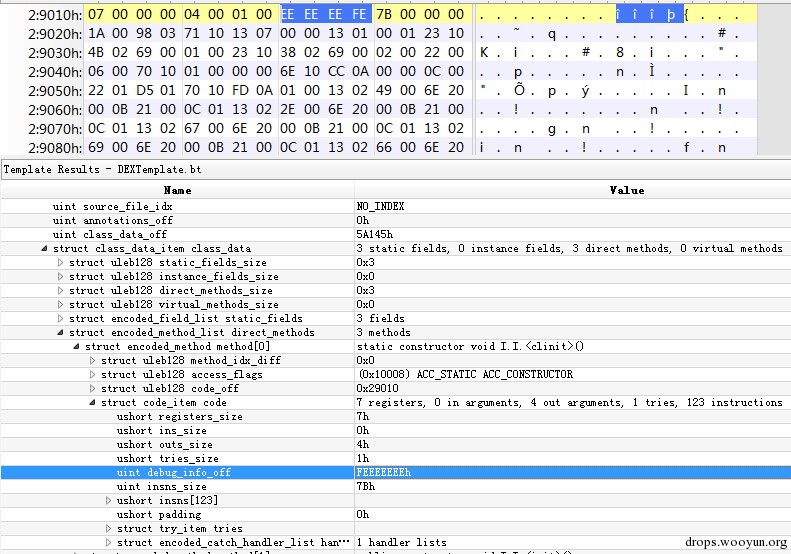 2:9010h: 07 00 00 00 04 00 01 00 EE EE EE FE 7B 00 00 00 . . . . . . . . î î î þ { . . .
2:9020h: 1A 00 98 03 71 10 13 07 00 00 13 01 00 01 23 10 . . ˜ . q . . . . . . . . . # .
2:9030h: 4B 02 69 01 00 23 10 38 02 69 00 02 00 22 00 K . i . . # . 8 . i . . . " .
2:9040h: 06 00 70 10 01 00 00 00 6E 10 CC 0A 00 00 0C 00 . . p . . . . . n . Ì . . . . .
2:9050h: 22 01 D5 01 70 10 FD 0A 01 00 13 02 49 00 6E 20 " . Õ . p . ý . . . . . I . n
2:9060h: 00 0B 21 00 0C 01 13 02 2E 00 6E 20 00 0B 21 00 . . ! . . . . . . . n . . ! .
2:9070h: 0C 01 13 02 67 00 6E 20 00 0B 21 00 0C 01 13 02 . . . . g . n . . ! . . . . .
2:9080h: 69 00 6E 20 00 0B 21 00 0C 01 13 02 66 00 6E 20 i . n . . ! . . . . . f . n
Template Results - DEXTemplate.bt
Name Value
uint source_file_idx NO_INDEX
uint annotations_off 0h
uint class_data_off 5A145h
struct class_data_item class_data 3 static fields, 0 instance fields, 3 direct methods, 0 virtual methods
struct uleb128 static_fields_size 0x3
struct uleb128 instance_fields_size 0x0
struct uleb128 direct_methods_size 0x3
struct uleb128 virtual_methods_size 0x0
struct encoded_field_list static_fields 3 fields
struct encoded_method_list direct_methods 3 methods
struct encoded_method method[0] static constructor void I.I.<clinit>()
struct uleb128 method_idx_diff 0x0
struct uleb128 access_flags (0x10008) ACC_STATIC ACC_CONSTRUCTOR
struct uleb128 code_off 0x29010
struct code_item code 7 registers, 0 in arguments, 4 out arguments, 1 tries, 123 instructions
ushort registers_size 7h
ushort ins_size 0h
ushort outs_size 4h
ushort tries_size 1h
uint debug_info_off FEEEEEEEh
uint insns_size 7Bh
ushort insns[123]
ushort padding 0h
struct try_item tries
struct encoded_catch_handler_list han··· 1 handler lists
drops.wooyun.org